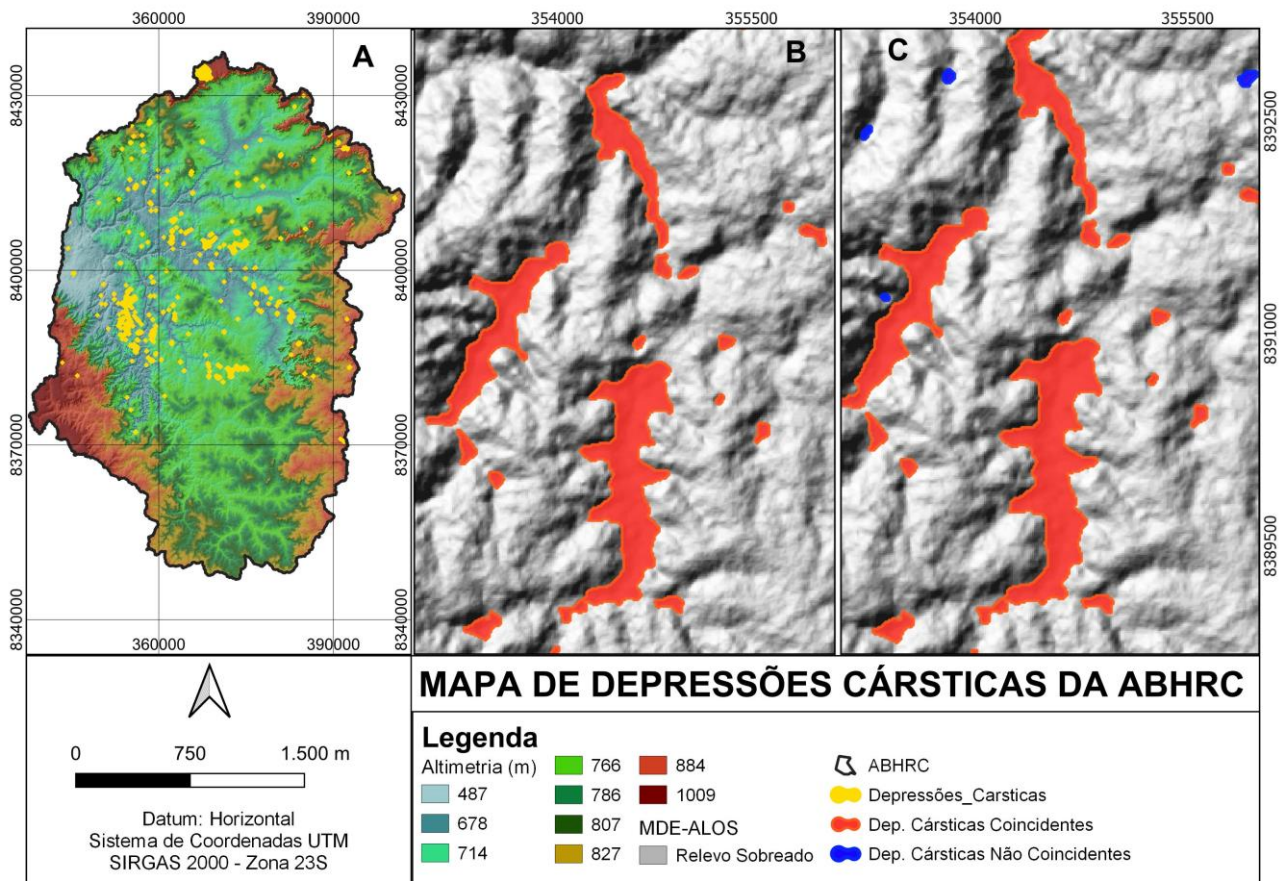 360000 390000 354000 355500 354000 355500
A
B
C
8430000
8400000
8370000
8340000
8392500
8391000
8389500
360000 390000
0 750 1.500 m
Datum: Horizontal
Sistema de Coordenadas UTM
SIRGAS 2000 - Zona 23S
MAPA DE DEPRESSÕES CÁRSTICAS DA ABHRC
Legenda
Altimetria (m)
487
678
714
766
786
807
827
884
1009
MDE-ALOS
Relevo Sobreado
ABHRC
Depressões_Carsticas
Dep. Cársticas Coincidentes
Dep. Cársticas Não Coincidentes
8430000
8400000
8370000
8340000